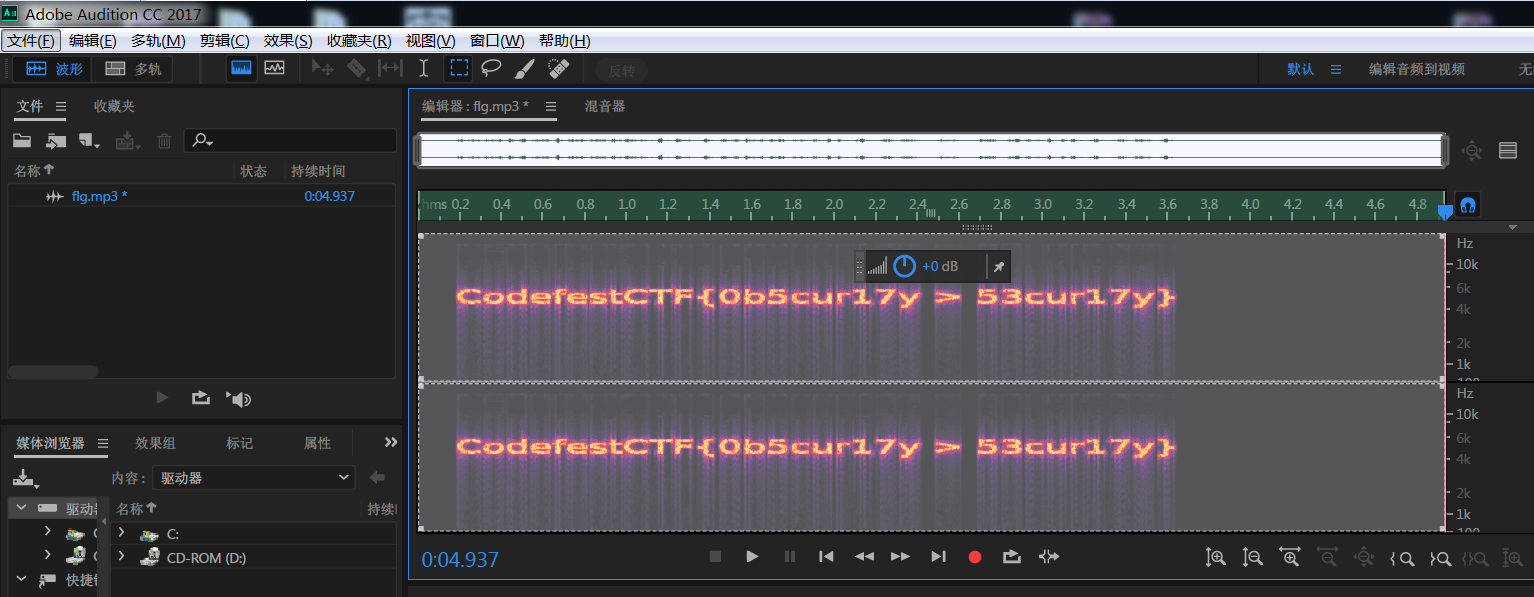 Adobe Audition CC 2017
文件(F) 编辑(E) 多轨(M) 剪辑(C) 效果(S) 收藏夹(R) 视图(V) 窗口(W) 帮助(H)
波形 多轨 反转 默认 编辑音频到视频 无
文件 收藏夹
名称 状态 持续时间
flg.mp3 * 0:04.937
媒体浏览器 效果组 标记 属性
内容: 驱动器
驱动 名称 持续
C:
CD-ROM (D:)
快捷
编辑器: flg.mp3 * 混音器
hms 0.2 0.4 0.6 0.8 1.0 1.2 1.4 1.6 1.8 2.0 2.2 2.4 2.6 2.8 3.0 3.2 3.4 3.6 3.8 4.0 4.2 4.4 4.6 4.8
+0 dB
CodefestCTF{0b5cur17y > 53cur17y}
Hz
10k
6k
4k
2k
1k
CodefestCTF{0b5cur17y > 53cur17y}
Hz
10k
6k
4k
2k
1k
0:04.937